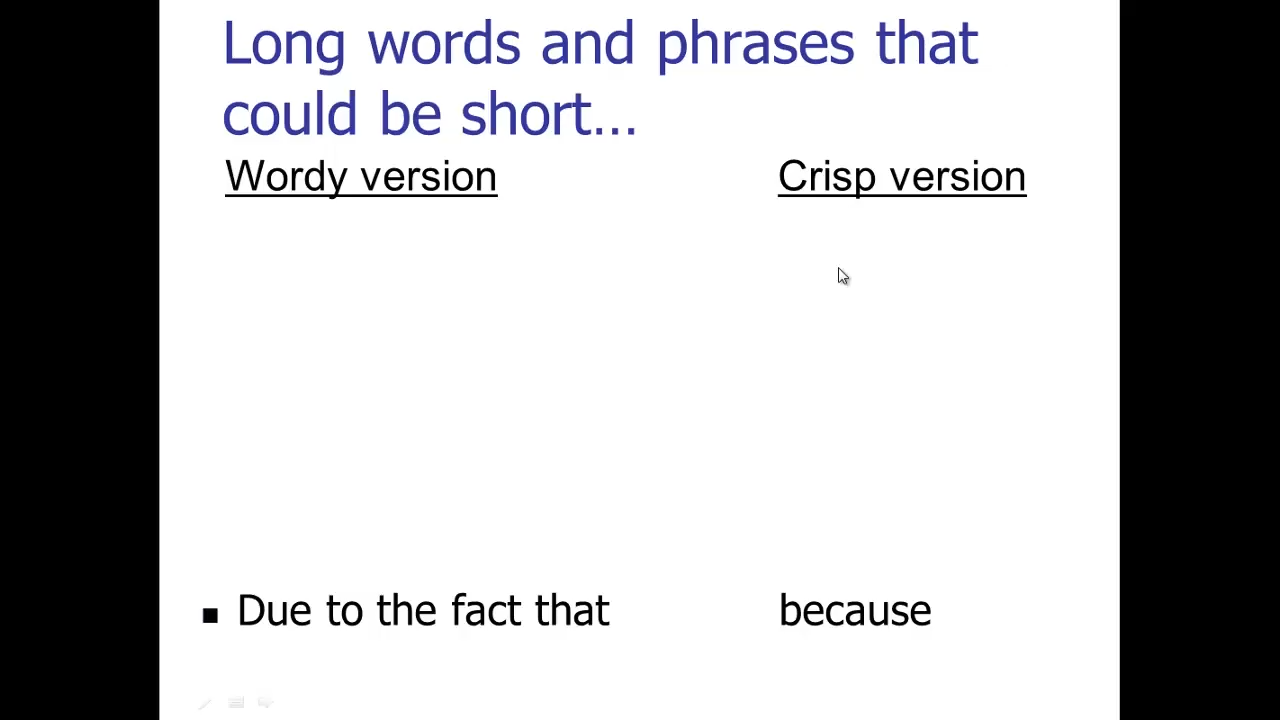 Long words and phrases that
could be short…
Wordy version Crisp version
▪ Due to the fact that because